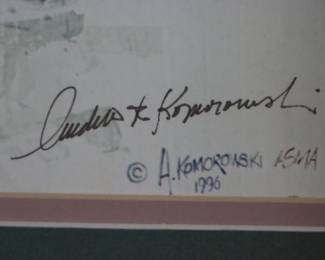 Andrew K Komorowski
© A. KOMOROWSKI ASMA
1996